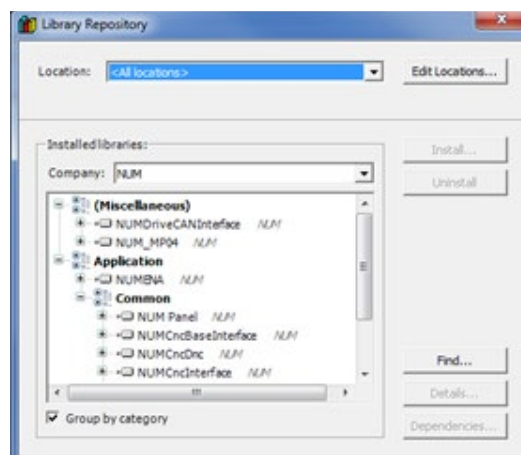 Library Repository
Location: <All locations> Edit Locations...
Installed libraries:
Install...
Company: NUM
Uninstall
(Miscellaneous)
NUMDriveCANInterface NUM
NUM_MP04 NUM
Application
NUMENA NUM
Common
NUM Panel NUM
NUMCncBaseInterface NUM
NUMCncDnc NUM
NUMCncInterface NUM
Find...
Details...
Group by category
Dependencies...